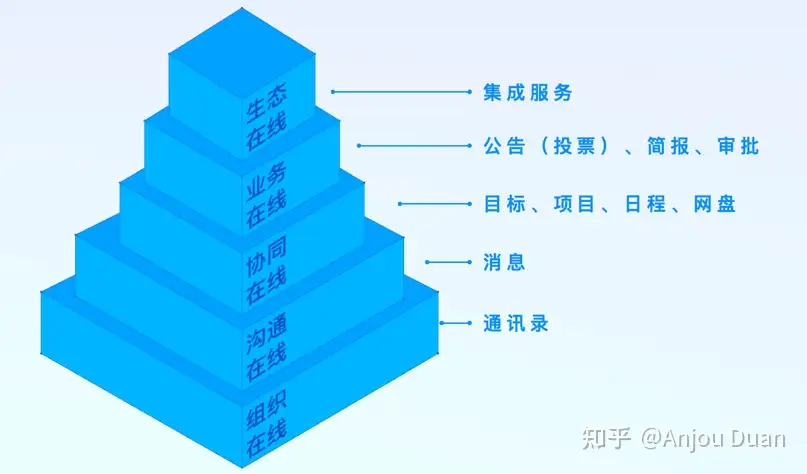 生态
在线
集成服务
业务
在线
公告（投票）、简报、审批
协同
在线
目标、项目、日程、网盘
沟通
在线
消息
组织
在线
通讯录
知乎 @Anjou Duan